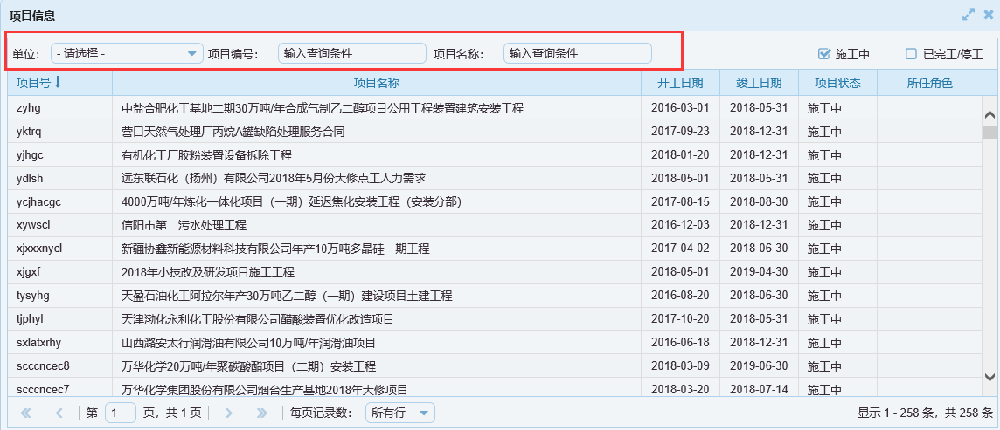 项目信息
单位: - 请选择 - 项目编号: 输入查询条件 项目名称: 输入查询条件 施工中 已完工/停工
项目号 项目名称 开工日期 竣工日期 项目状态 所任角色
zyhg 中盐合肥化工基地二期30万吨/年合成气制乙二醇项目公用工程装置建筑安装工程 2016-03-01 2018-05-31 施工中
yktrq 营口天然气处理厂丙烷A罐缺陷处理服务合同 2017-09-23 2018-12-31 施工中
yjhgc 有机化工厂胶粉装置设备拆除工程 2018-01-20 2018-12-31 施工中
ydlsh 远东联石化（扬州）有限公司2018年5月份大修点工人力需求 2018-05-01 2018-05-31 施工中
ycjhacgc 4000万吨/年炼化一体化项目（一期）延迟焦化安装工程（安装分部） 2017-08-15 2018-08-30 施工中
xywscl 信阳市第二污水处理工程 2016-12-03 2018-12-31 施工中
xjxxxnycl 新疆协鑫新能源材料科技有限公司年产10万吨多晶硅一期工程 2017-04-02 2018-06-30 施工中
xjgxf 2018年小技改及研发项目施工工程 2018-05-01 2019-04-30 施工中
tysyhg 天盈石油化工阿拉尔年产30万吨乙二醇（一期）建设项目土建工程 2016-08-20 2018-06-30 施工中
tjphyl 天津渤化永利化工股份有限公司醋酸装置优化改造项目 2017-10-20 2018-05-31 施工中
sxlatxrhy 山西潞安太行润滑油有限公司10万吨/年润滑油项目 2016-06-18 2018-12-31 施工中
scccncec8 万华化学20万吨/年聚碳酸酯项目（二期）安装工程 2018-03-09 2019-06-30 施工中
scccncec7 万华化学集团股份有限公司烟台生产基地2018年大修项目 2018-03-20 2018-07-14 施工中
第 1 页，共 1 页 每页记录数: 所有行 显示 1 - 258 条，共 258 条